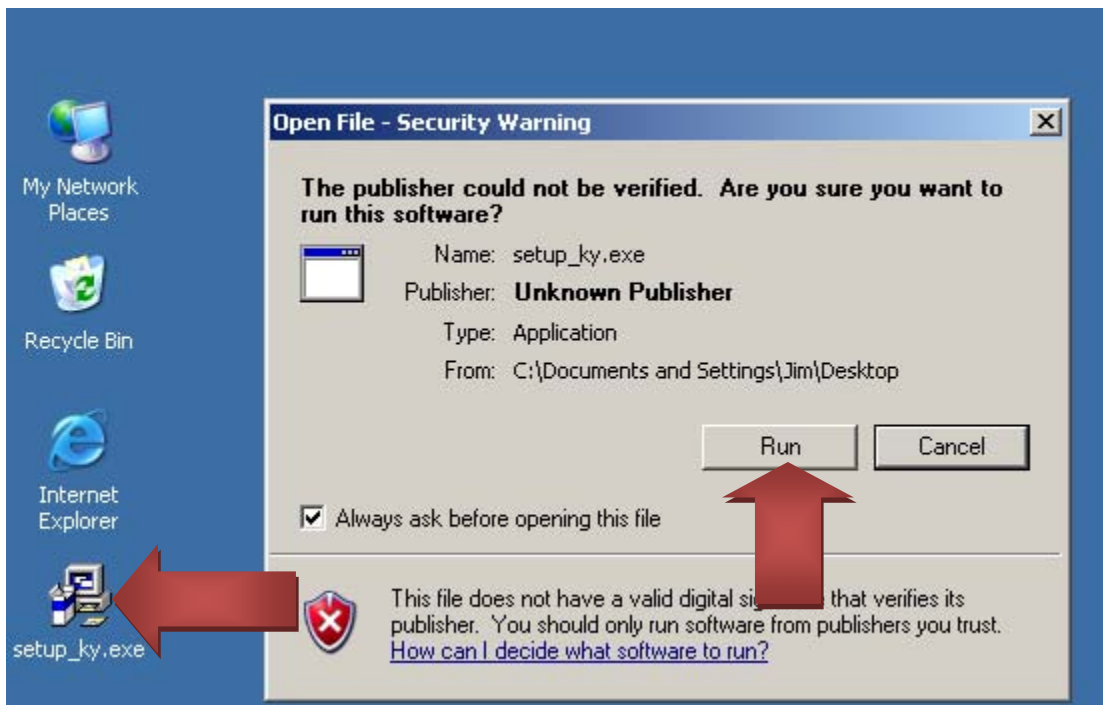 My Network
Places
Recycle Bin
Internet
Explorer
setup_ky.exe
Open File - Security Warning
The publisher could not be verified. Are you sure you want to
run this software?
Name: setup_ky.exe
Publisher: Unknown Publisher
Type: Application
From: C:\Documents and Settings\Jim\Desktop
Run Cancel
Always ask before opening this file
This file does not have a valid digital that verifies its
publisher. You should only run software from publishers you trust.
How can I decide what software to run?